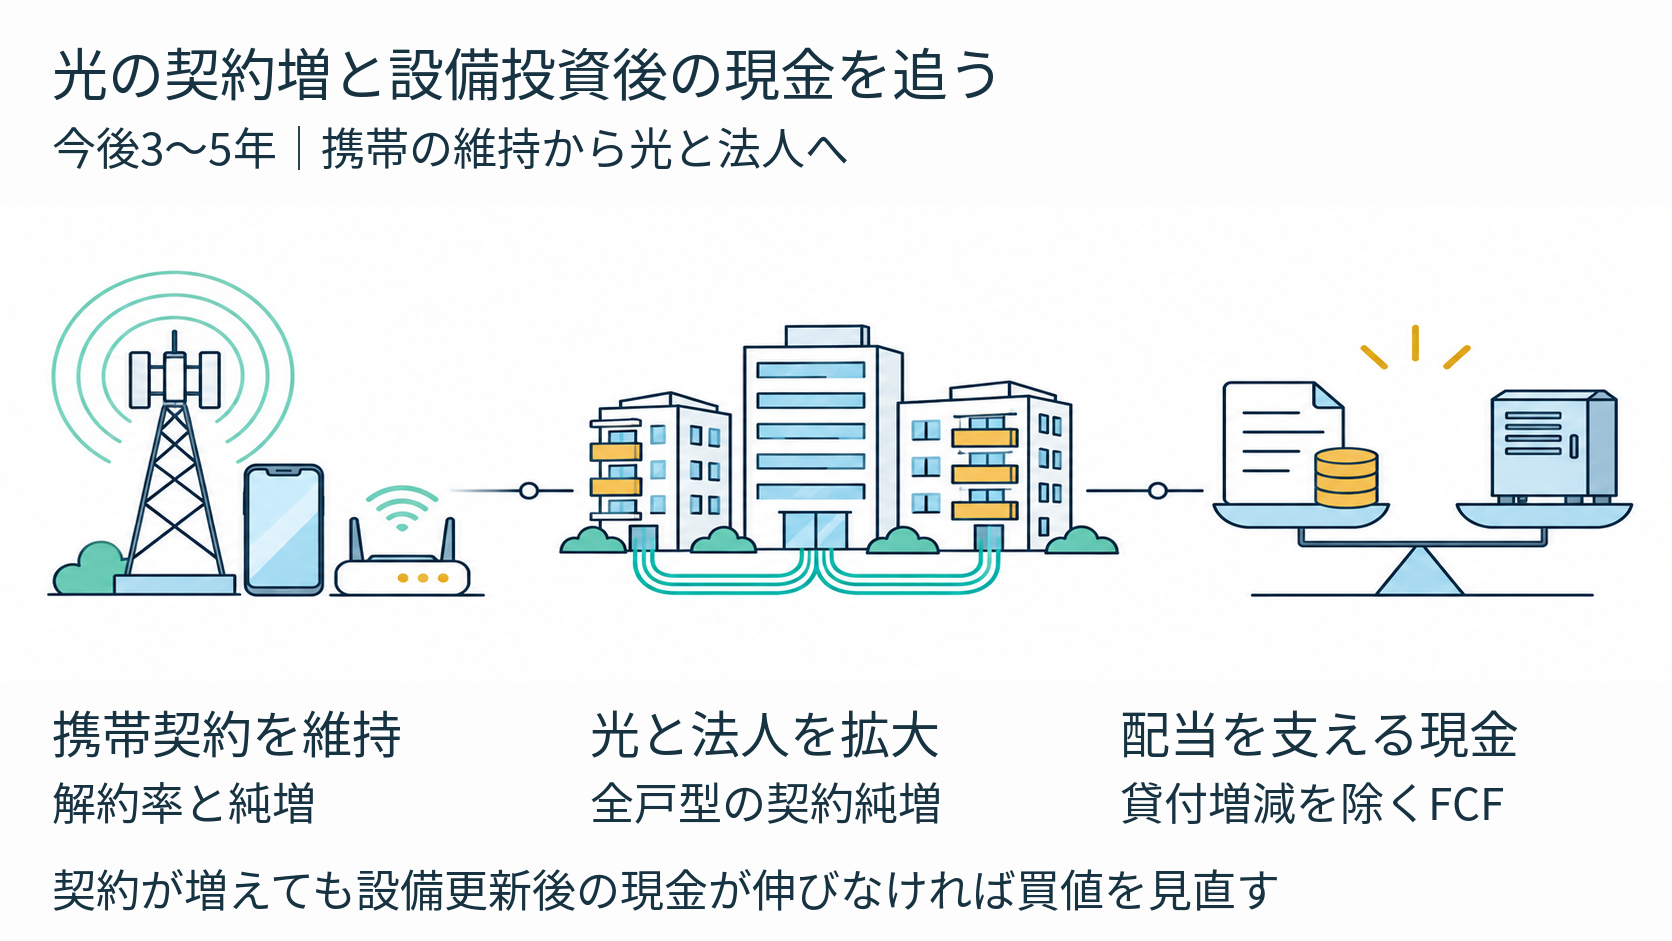 光の契約増と設備投資後の現金を追う
今後3〜5年｜携帯の維持から光と法人へ
携帯契約を維持
解約率と純増
光と法人を拡大
全戸型の契約純増
配当を支える現金
貸付増減を除くFCF
契約が増えても設備更新後の現金が伸びなければ買値を見直す